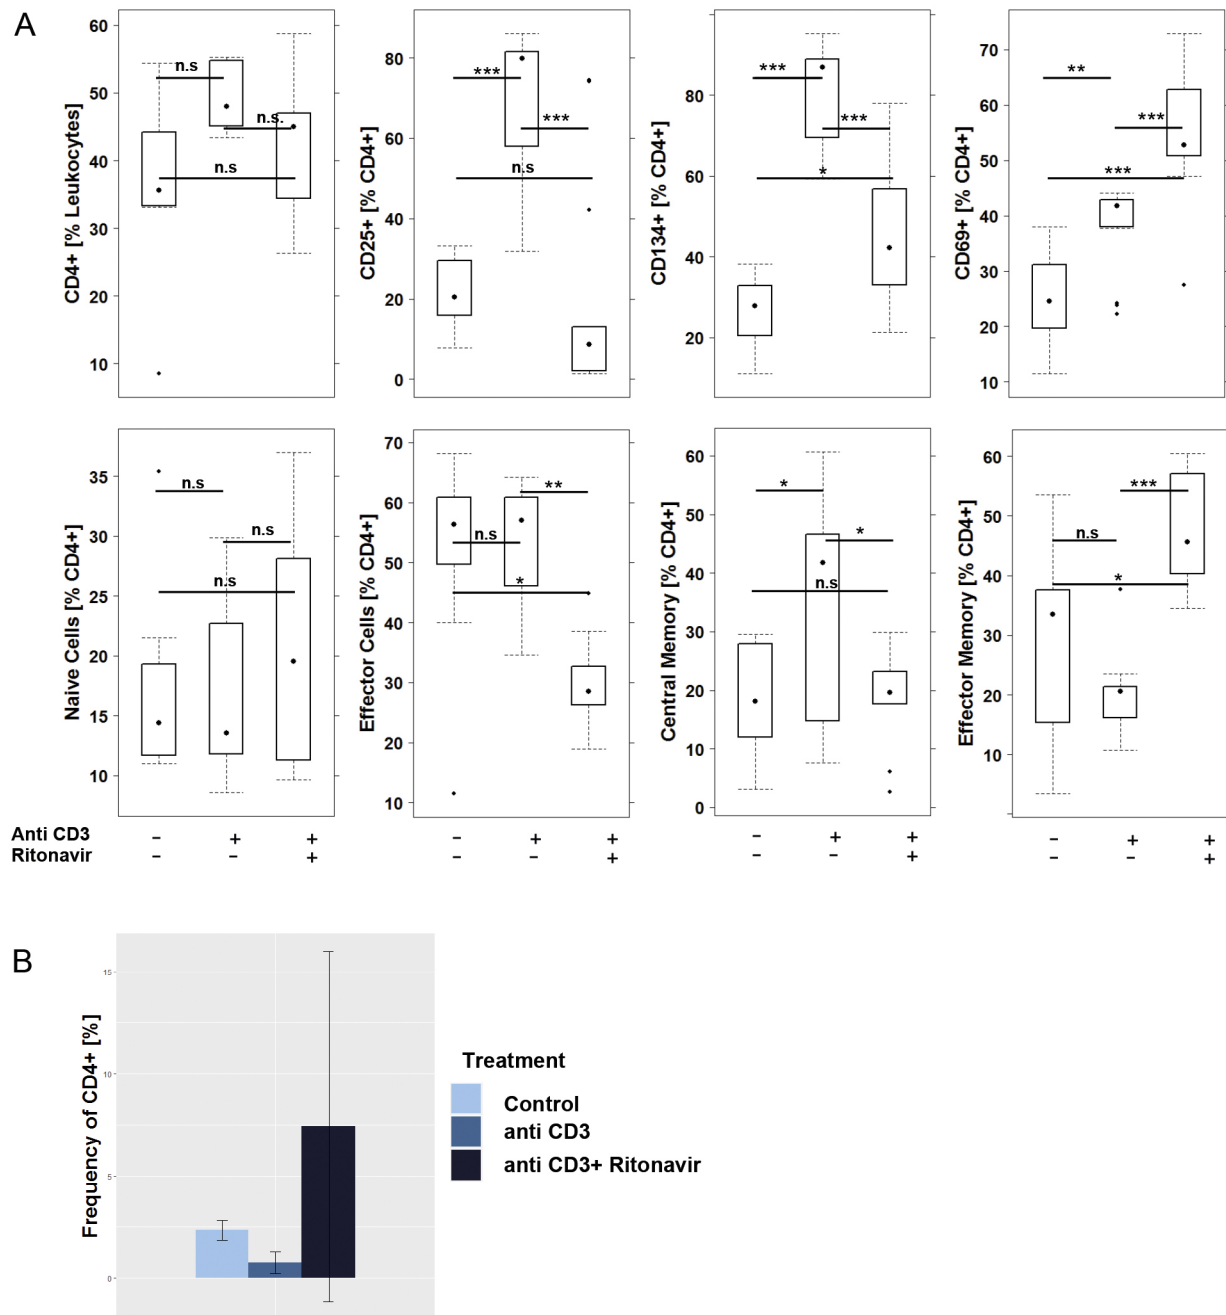 A
CD4+ [% Leukocytes]
60
50
40
30
20
10
n.s
n.s.
n.s
CD25+ [% CD4+]
80
60
40
20
0
***
***
n.s
CD134+ [% CD4+]
80
60
40
20
***
***
*
CD69+ [% CD4+]
70
60
50
40
30
20
10
**
***
***
Naive Cells [% CD4+]
35
30
25
20
15
10
n.s
n.s
n.s
Effector Cells [% CD4+]
70
60
50
40
30
20
10
**
n.s
*
Central Memory [% CD4+]
60
50
40
30
20
10
0
*
*
n.s
Effector Memory [% CD4+]
60
50
40
30
20
10
***
n.s
*
Anti CD3 − + + − + + − + + − + +
Ritonavir − − + − − + − − + − − +
B
Frequency of CD4+ [%]
15
10
5
0
Treatment
Control
anti CD3
anti CD3+ Ritonavir